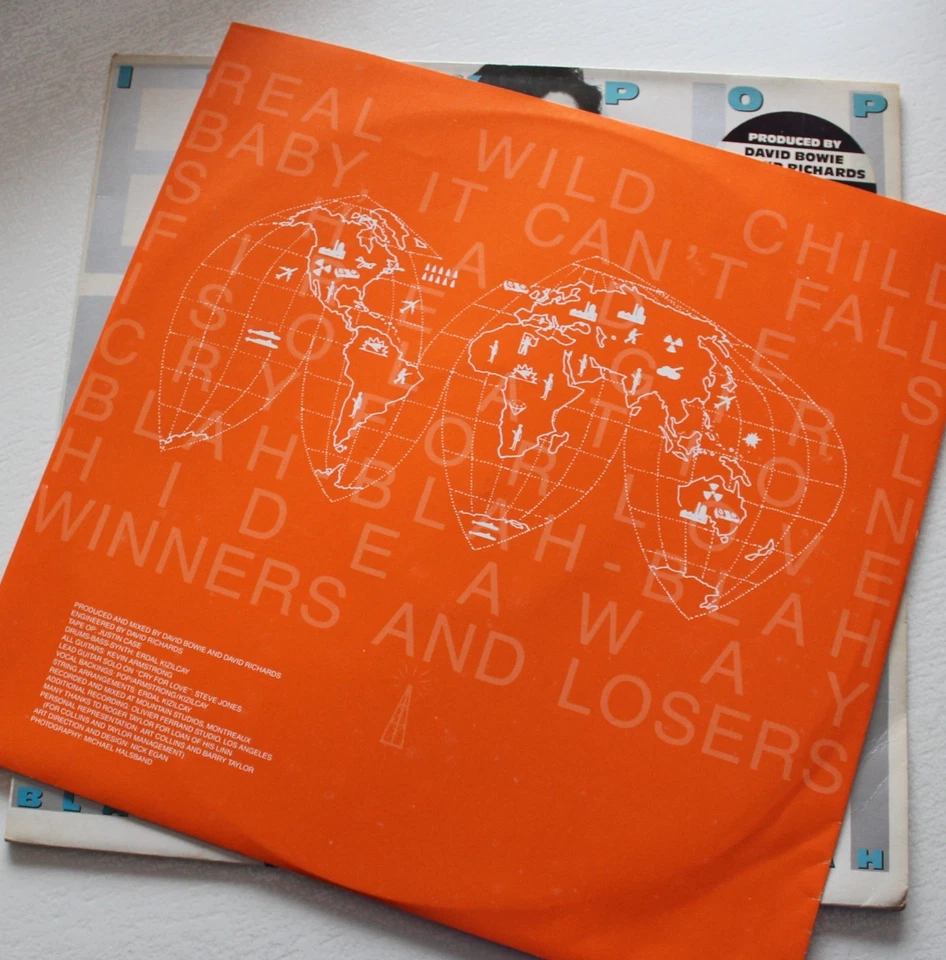 I Y POP
PRODUCED BY
DAVID BOWIE
RICHARDS
REAL WILD CHILD
BABY, IT CAN'T FALL
SHADES
FIRE GIRL
ISOLATION
CRY FOR LOVE
BLAH-BLAH-BLAH
HIDEAWAY
WINNERS AND LOSERS
PRODUCED AND MIXED BY DAVID BOWIE AND DAVID RICHARDS
ENGINEERED BY DAVID RICHARDS
TAPE OP: JUSTIN CASE
DRUMS-BASS-SYNTH: ERDAL KIZILCAY
ALL GUITARS: KEVIN ARMSTRONG
LEAD GUITAR SOLO ON "CRY FOR LOVE": STEVE JONES
VOCAL BACKINGS: POP/ARMSTRONG/KIZILCAY
STRING ARRANGEMENTS: ERDAL KIZILCAY
RECORDED AND MIXED AT MOUNTAIN STUDIOS, MONTREAUX
ADDITIONAL RECORDING: OLIVIER FERRAND STUDIO, LOS ANGELES
MANY THANKS TO ROGER TAYLOR FOR LOAN OF HIS LINN
PERSONAL REPRESENTATION: ART COLLINS AND BARRY TAYLOR
(FOR COLLINS AND TAYLOR MANAGEMENT)
ART DIRECTION AND DESIGN: NICK EGAN
PHOTOGRAPHY: MICHAEL HALSBAND
BLA H